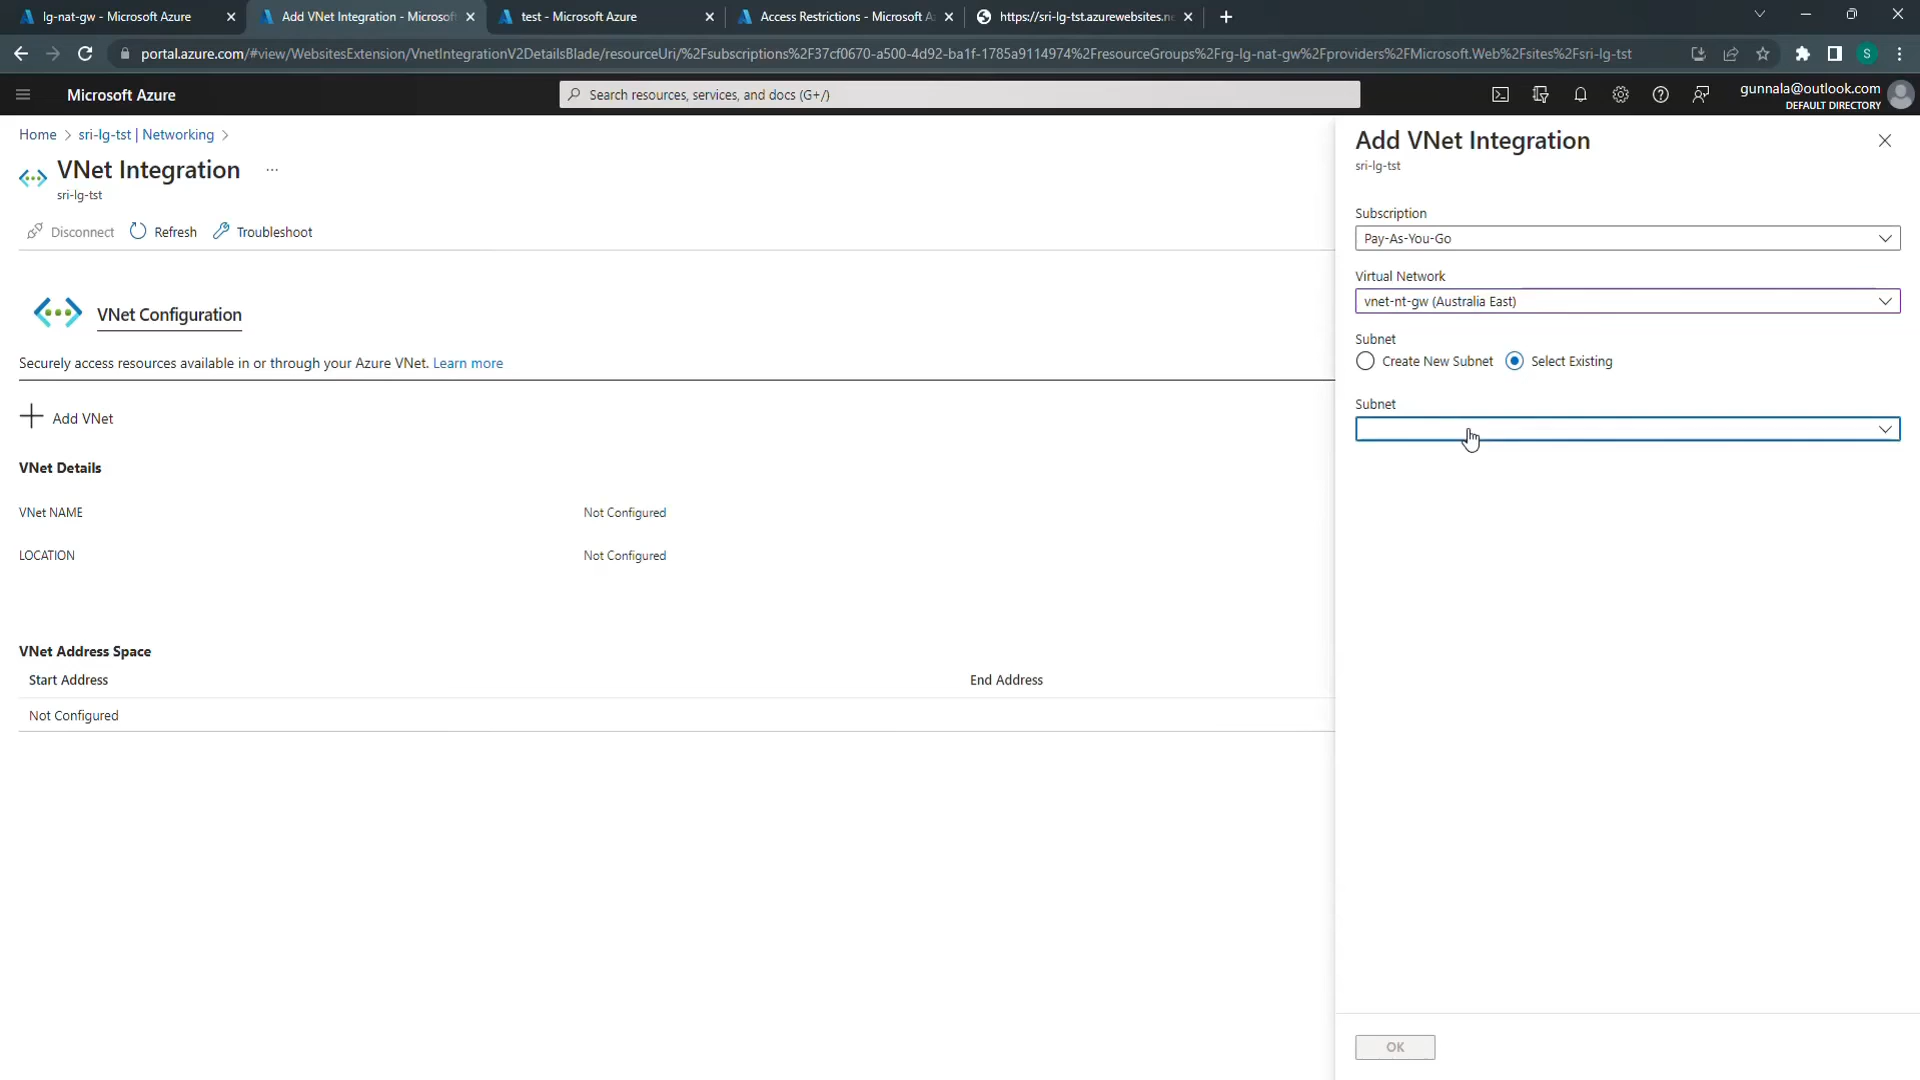 lg-nat-gw - Microsoft Azure
Add VNet Integration - Microsof
test - Microsoft Azure
Access Restrictions - Microsoft A
https://sri-lg-tst.azurewebsites.ne
portal.azure.com/#view/WebsitesExtension/VnetIntegrationV2DetailsBlade/resourceUri/%2Fsubscriptions%2F37cf0670-a500-4d92-ba1f-1785a9114974%2FresourceGroups%2Frg-lg-nat-gw%2Fproviders%2FMicrosoft.Web%2Fsites%2Fsri-lg-tst
S
Microsoft Azure
Search resources, services, and docs (G+/)
gunnala@outlook.com
DEFAULT DIRECTORY
Home > sri-lg-tst | Networking >
VNet Integration ...
sri-lg-tst
Disconnect
Refresh
Troubleshoot
VNet Configuration
Securely access resources available in or through your Azure VNet. Learn more
Add VNet
VNet Details
VNet NAME
Not Configured
LOCATION
Not Configured
VNet Address Space
Start Address
End Address
Not Configured
Add VNet Integration
sri-lg-tst
Subscription
Pay-As-You-Go
Virtual Network
vnet-nt-gw (Australia East)
Subnet
Create New Subnet
Select Existing
Subnet
OK